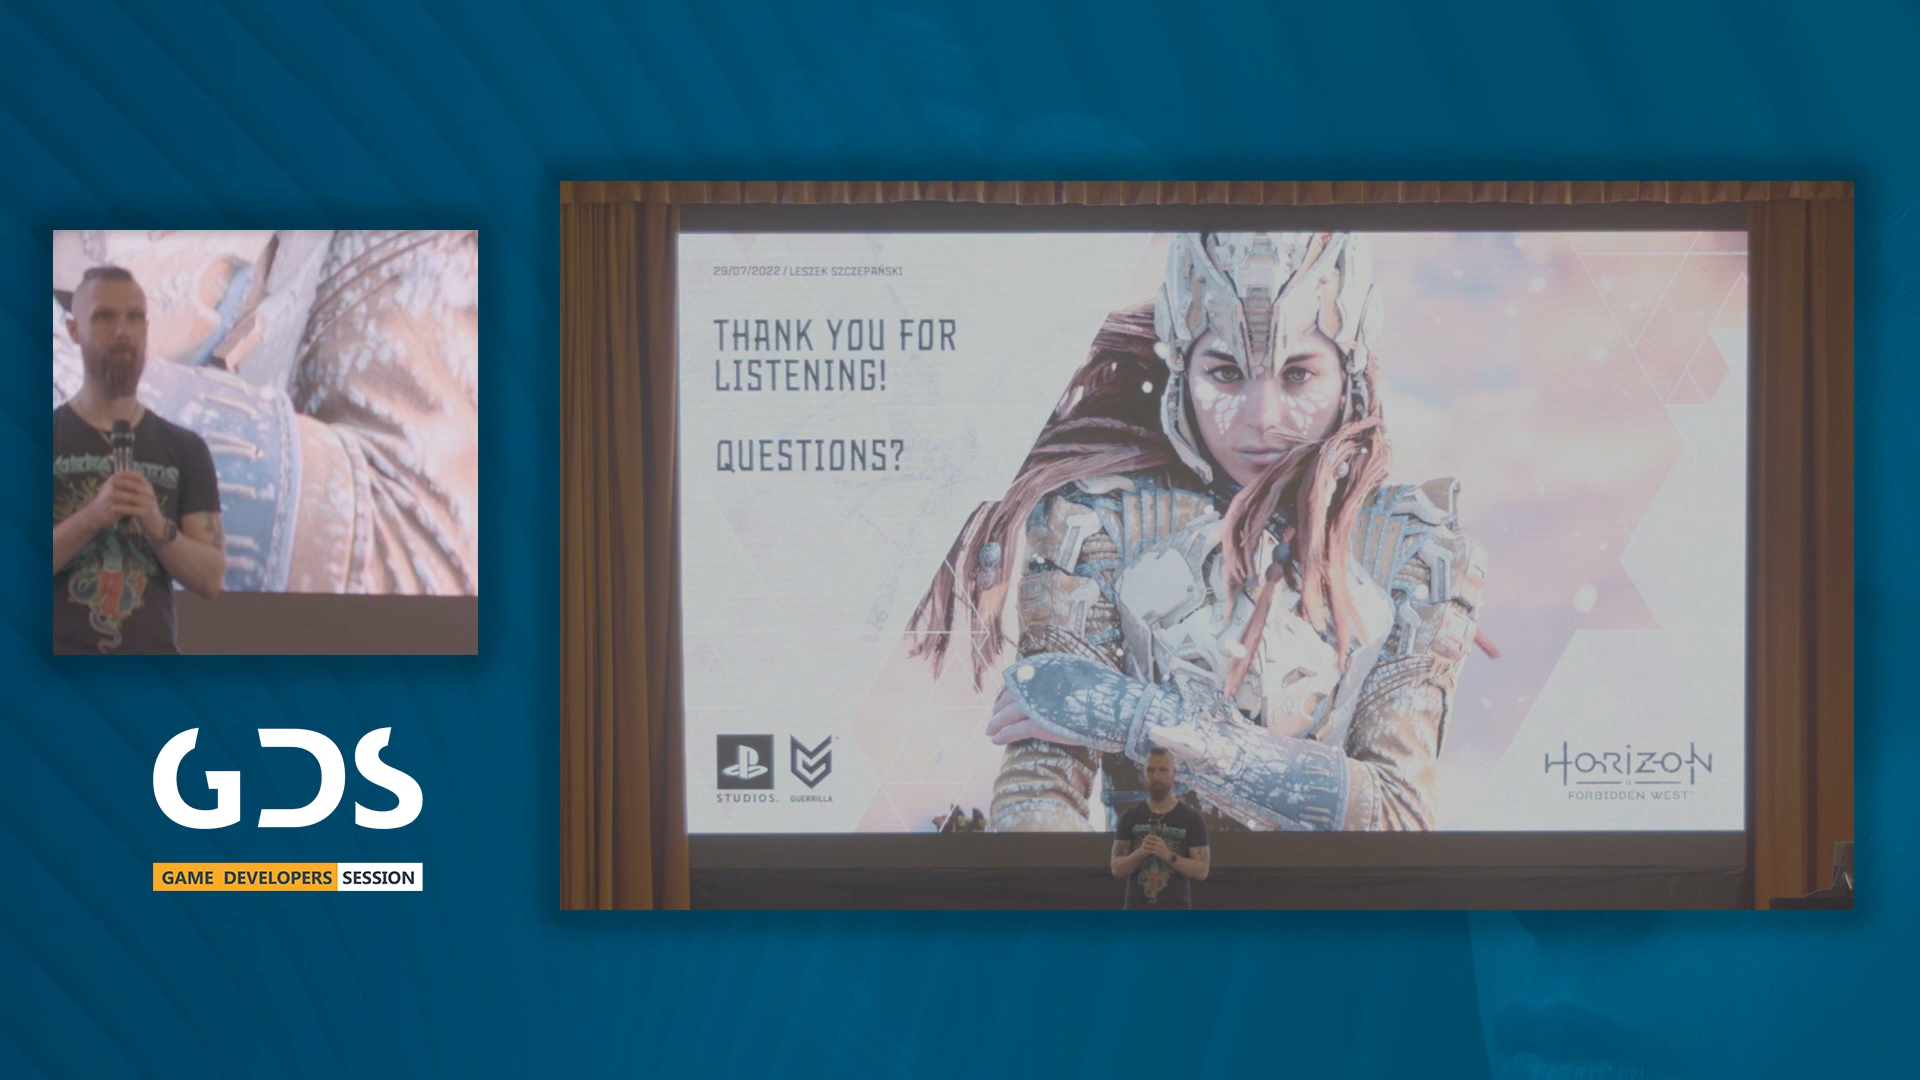 29/07/2022 / LESZEK SZCZEPAŃSKI
THANK YOU FOR
LISTENING!
QUESTIONS?
STUDIOS
GUERRILLA
HORIZON
FORBIDDEN WEST
GDS
GAME DEVELOPERS SESSION